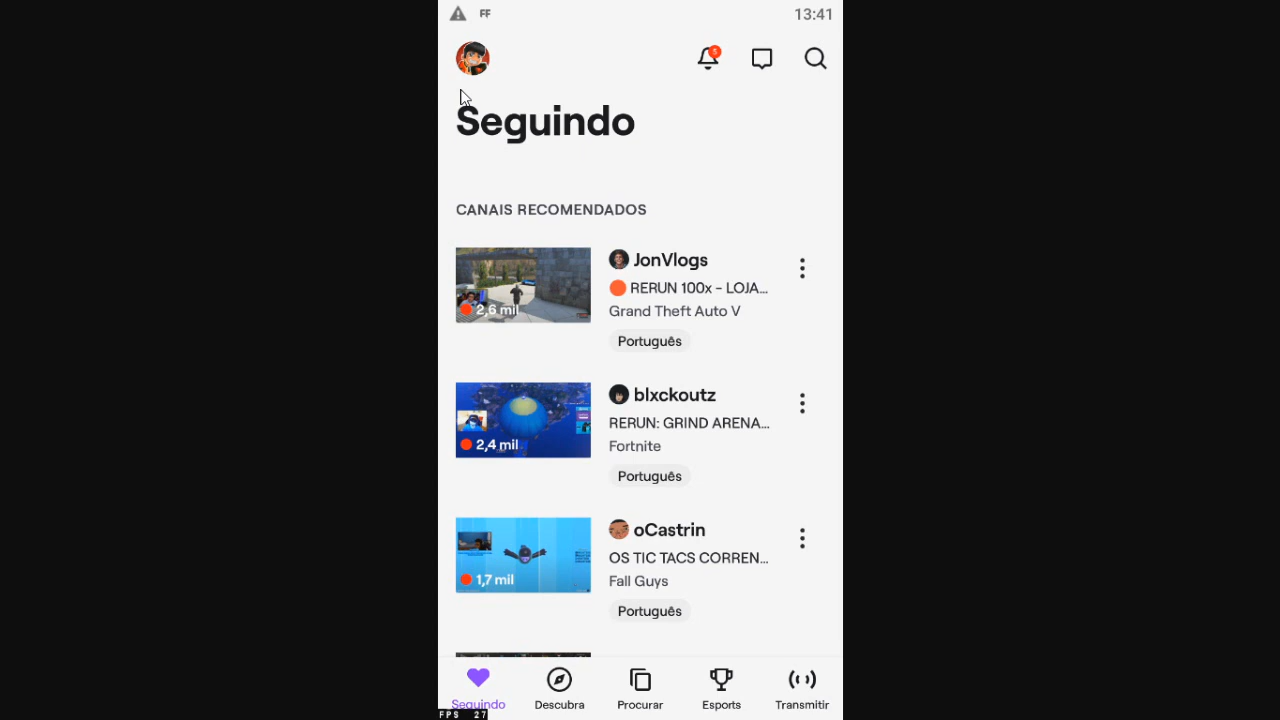 FF
13:41
5
Seguindo
CANAIS RECOMENDADOS
2,6 mil
JonVlogs
RERUN 100x - LOJA...
Grand Theft Auto V
Português
2,4 mil
blxckoutz
RERUN: GRIND ARENA...
Fortnite
Português
1,7 mil
oCastrin
OS TIC TACS CORREN...
Fall Guys
Português
Seguindo
Descubra
Procurar
Esports
Transmitir
FPS 27